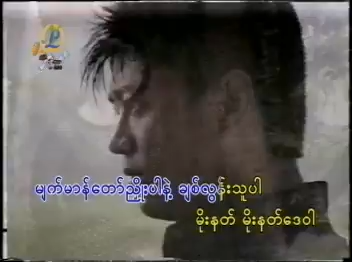 မျက်မာန်တော်ညှိုးပါနဲ့ ချစ်လွန်းသူပါ
မိုးနတ် မိုးနတ်ဒေဝါ